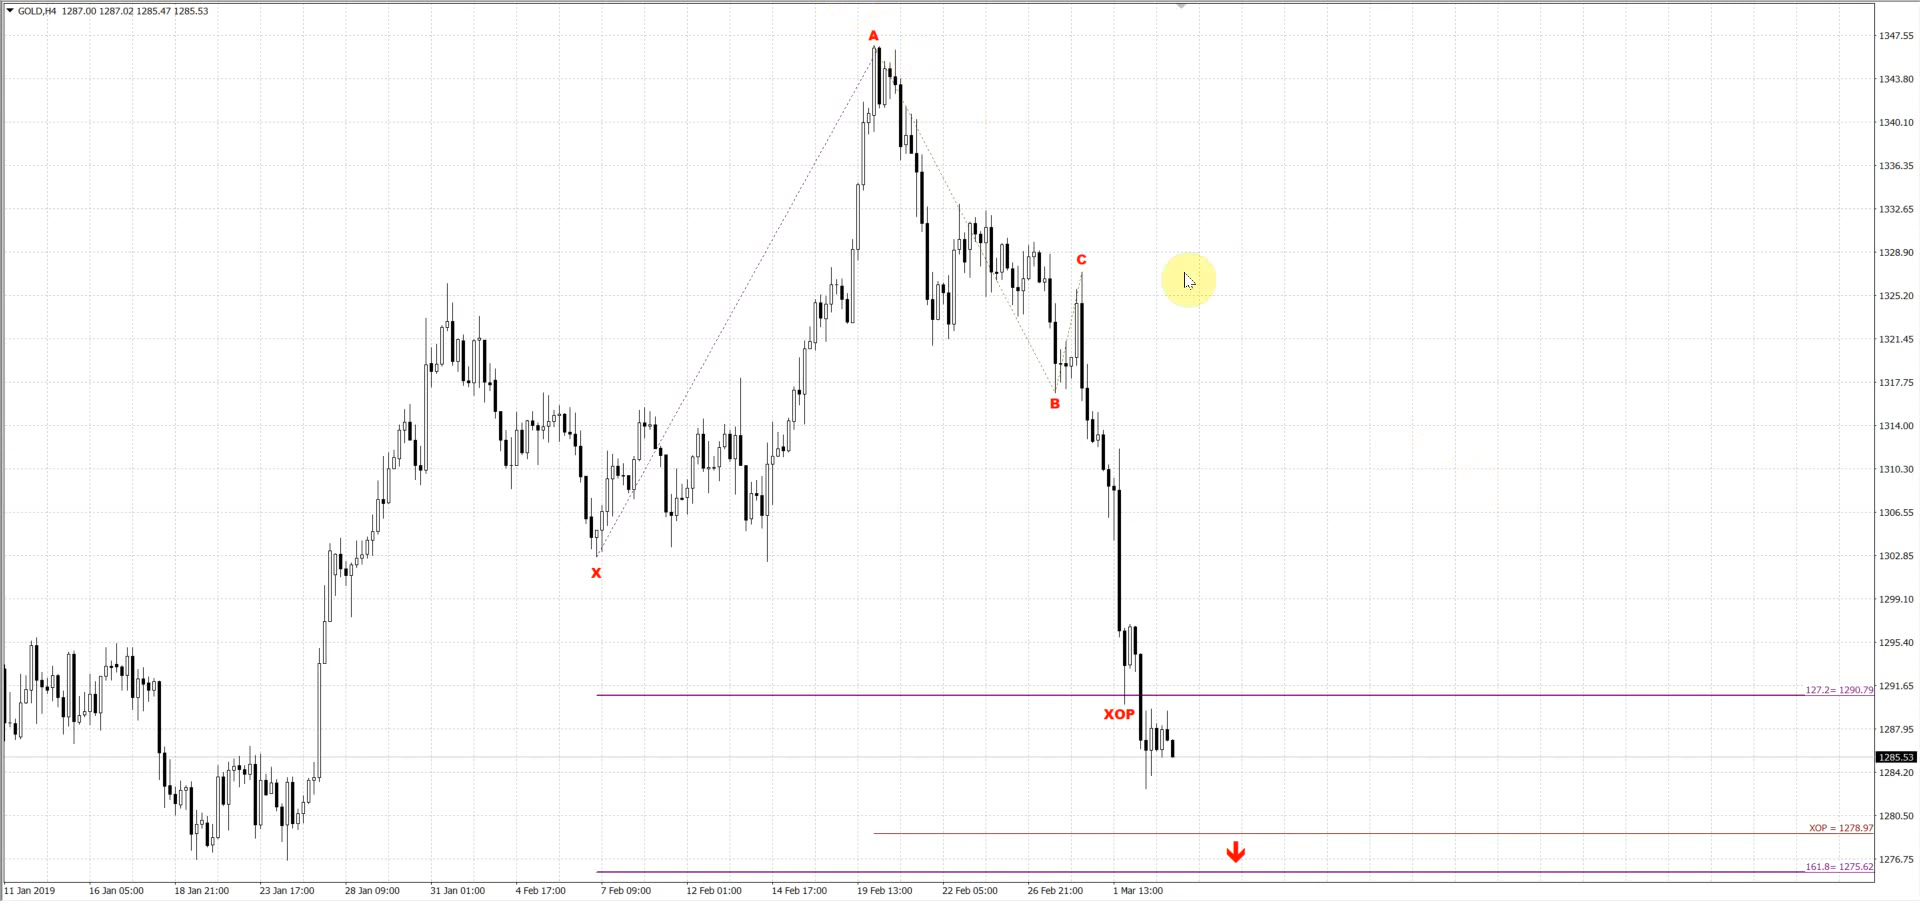 GOLD,H4 1287.00 1287.02 1285.47 1285.53
A
1347.55
1343.80
1340.10
1336.35
1332.65
1328.90
C
1325.20
1321.45
1317.75
B
1314.00
1310.30
1306.55
1302.85
X
1299.10
1295.40
1291.65
127.2= 1290.79
XOP
1287.95
1285.53
1284.20
1280.50
XOP = 1278.97
1276.75
161.8= 1275.62
11 Jan 2019 16 Jan 05:00 18 Jan 21:00 23 Jan 17:00 28 Jan 09:00 31 Jan 01:00 4 Feb 17:00 7 Feb 09:00 12 Feb 01:00 14 Feb 17:00 19 Feb 13:00 22 Feb 05:00 26 Feb 21:00 1 Mar 13:00